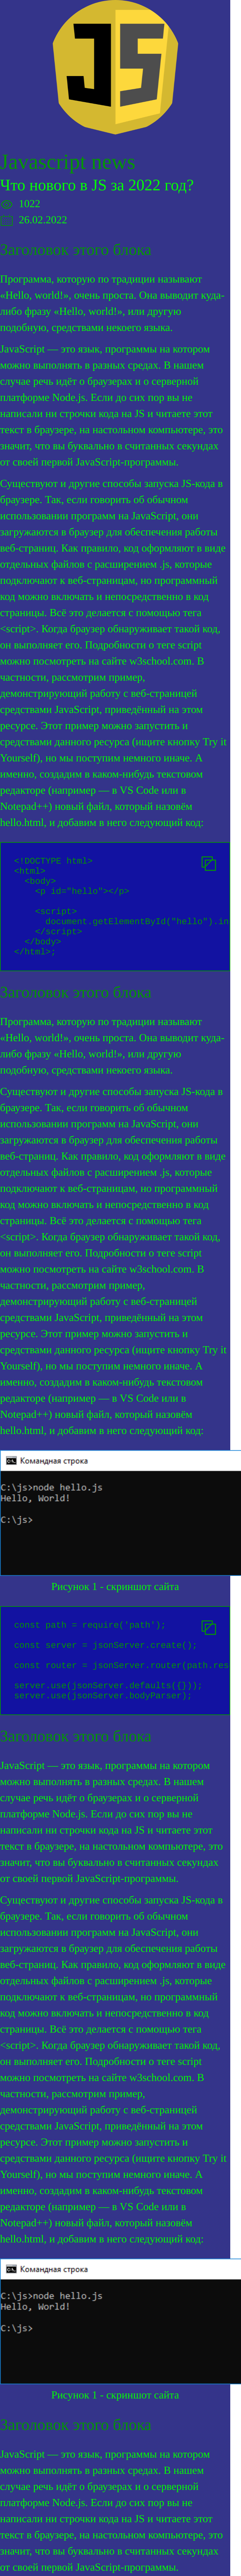 JS
Javascript news
Что нового в JS за 2022 год?
1022
26.02.2022
Заголовок этого блока
Программа, которую по традиции называют
«Hello, world!», очень проста. Она выводит куда-
либо фразу «Hello, world!», или другую
подобную, средствами некоего языка.
JavaScript — это язык, программы на котором
можно выполнять в разных средах. В нашем
случае речь идёт о браузерах и о серверной
платформе Node.js. Если до сих пор вы не
написали ни строчки кода на JS и читаете этот
текст в браузере, на настольном компьютере, это
значит, что вы буквально в считанных секундах
от своей первой JavaScript-программы.
Существуют и другие способы запуска JS-кода в
браузере. Так, если говорить об обычном
использовании программ на JavaScript, они
загружаются в браузер для обеспечения работы
веб-страниц. Как правило, код оформляют в виде
отдельных файлов с расширением .js, которые
подключают к веб-страницам, но программный
код можно включать и непосредственно в код
страницы. Всё это делается с помощью тега
<script>. Когда браузер обнаруживает такой код,
он выполняет его. Подробности о теге script
можно посмотреть на сайте w3school.com. В
частности, рассмотрим пример,
демонстрирующий работу с веб-страницей
средствами JavaScript, приведённый на этом
ресурсе. Этот пример можно запустить и
средствами данного ресурса (ищите кнопку Try it
Yourself), но мы поступим немного иначе. А
именно, создадим в каком-нибудь текстовом
редакторе (например — в VS Code или в
Notepad++) новый файл, который назовём
hello.html, и добавим в него следующий код:
<!DOCTYPE html>
<html>
<body>
<p id="hello"></p>
<script>
document.getElementById("hello").in
</script>
</body>
</html>;
Заголовок этого блока
Программа, которую по традиции называют
«Hello, world!», очень проста. Она выводит куда-
либо фразу «Hello, world!», или другую
подобную, средствами некоего языка.
Существуют и другие способы запуска JS-кода в
браузере. Так, если говорить об обычном
использовании программ на JavaScript, они
загружаются в браузер для обеспечения работы
веб-страниц. Как правило, код оформляют в виде
отдельных файлов с расширением .js, которые
подключают к веб-страницам, но программный
код можно включать и непосредственно в код
страницы. Всё это делается с помощью тега
<script>. Когда браузер обнаруживает такой код,
он выполняет его. Подробности о теге script
можно посмотреть на сайте w3school.com. В
частности, рассмотрим пример,
демонстрирующий работу с веб-страницей
средствами JavaScript, приведённый на этом
ресурсе. Этот пример можно запустить и
средствами данного ресурса (ищите кнопку Try it
Yourself), но мы поступим немного иначе. А
именно, создадим в каком-нибудь текстовом
редакторе (например — в VS Code или в
Notepad++) новый файл, который назовём
hello.html, и добавим в него следующий код:
Командная строка
C:\js>node hello.js
Hello, World!
C:\js>
Рисунок 1 - скриншот сайта
const path = require('path');
const server = jsonServer.create();
const router = jsonServer.router(path.res
server.use(jsonServer.defaults({}));
server.use(jsonServer.bodyParser);
Заголовок этого блока
JavaScript — это язык, программы на котором
можно выполнять в разных средах. В нашем
случае речь идёт о браузерах и о серверной
платформе Node.js. Если до сих пор вы не
написали ни строчки кода на JS и читаете этот
текст в браузере, на настольном компьютере, это
значит, что вы буквально в считанных секундах
от своей первой JavaScript-программы.
Существуют и другие способы запуска JS-кода в
браузере. Так, если говорить об обычном
использовании программ на JavaScript, они
загружаются в браузер для обеспечения работы
веб-страниц. Как правило, код оформляют в виде
отдельных файлов с расширением .js, которые
подключают к веб-страницам, но программный
код можно включать и непосредственно в код
страницы. Всё это делается с помощью тега
<script>. Когда браузер обнаруживает такой код,
он выполняет его. Подробности о теге script
можно посмотреть на сайте w3school.com. В
частности, рассмотрим пример,
демонстрирующий работу с веб-страницей
средствами JavaScript, приведённый на этом
ресурсе. Этот пример можно запустить и
средствами данного ресурса (ищите кнопку Try it
Yourself), но мы поступим немного иначе. А
именно, создадим в каком-нибудь текстовом
редакторе (например — в VS Code или в
Notepad++) новый файл, который назовём
hello.html, и добавим в него следующий код:
Командная строка
C:\js>node hello.js
Hello, World!
C:\js>
Рисунок 1 - скриншот сайта
Заголовок этого блока
JavaScript — это язык, программы на котором
можно выполнять в разных средах. В нашем
случае речь идёт о браузерах и о серверной
платформе Node.js. Если до сих пор вы не
написали ни строчки кода на JS и читаете этот
текст в браузере, на настольном компьютере, это
значит, что вы буквально в считанных секундах
от своей первой JavaScript-программы.